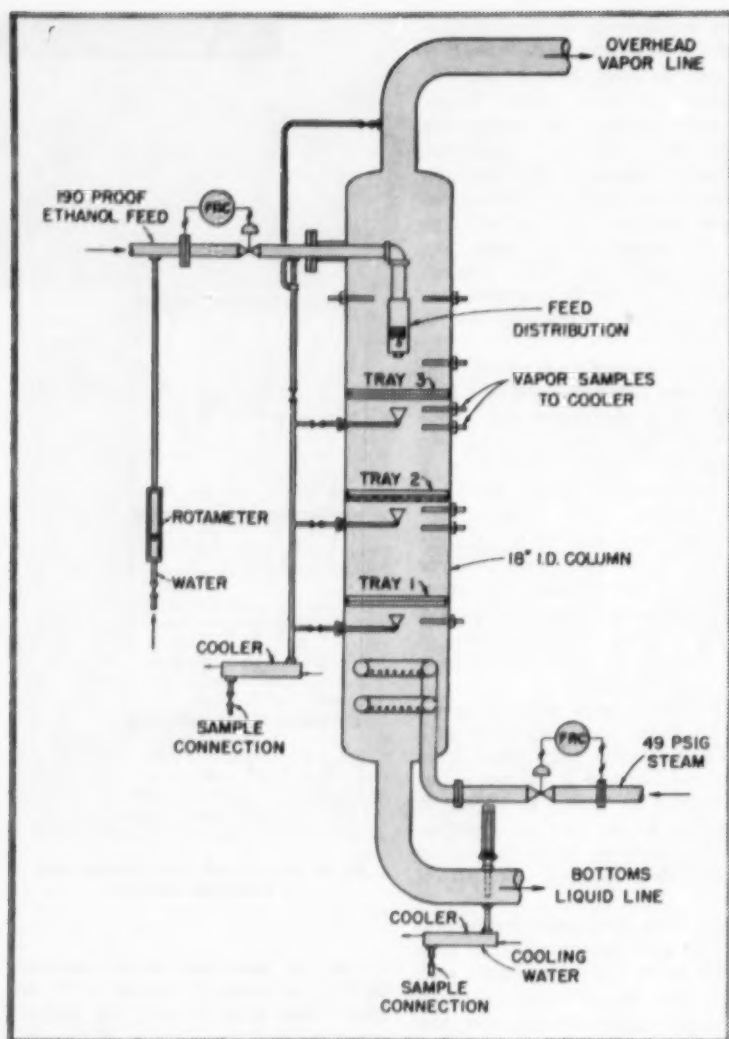 OVERHEAD
VAPOR LINE
190 PROOF
ETHANOL FEED
FRC
FEED
DISTRIBUTION
TRAY 3
VAPOR SAMPLES
TO COOLER
TRAY 2
ROTAMETER
18" I.D. COLUMN
WATER
TRAY 1
COOLER
SAMPLE
CONNECTION
FRC
49 PSIG
STEAM
BOTTOMS
LIQUID LINE
COOLER
COOLING
WATER
SAMPLE
CONNECTION